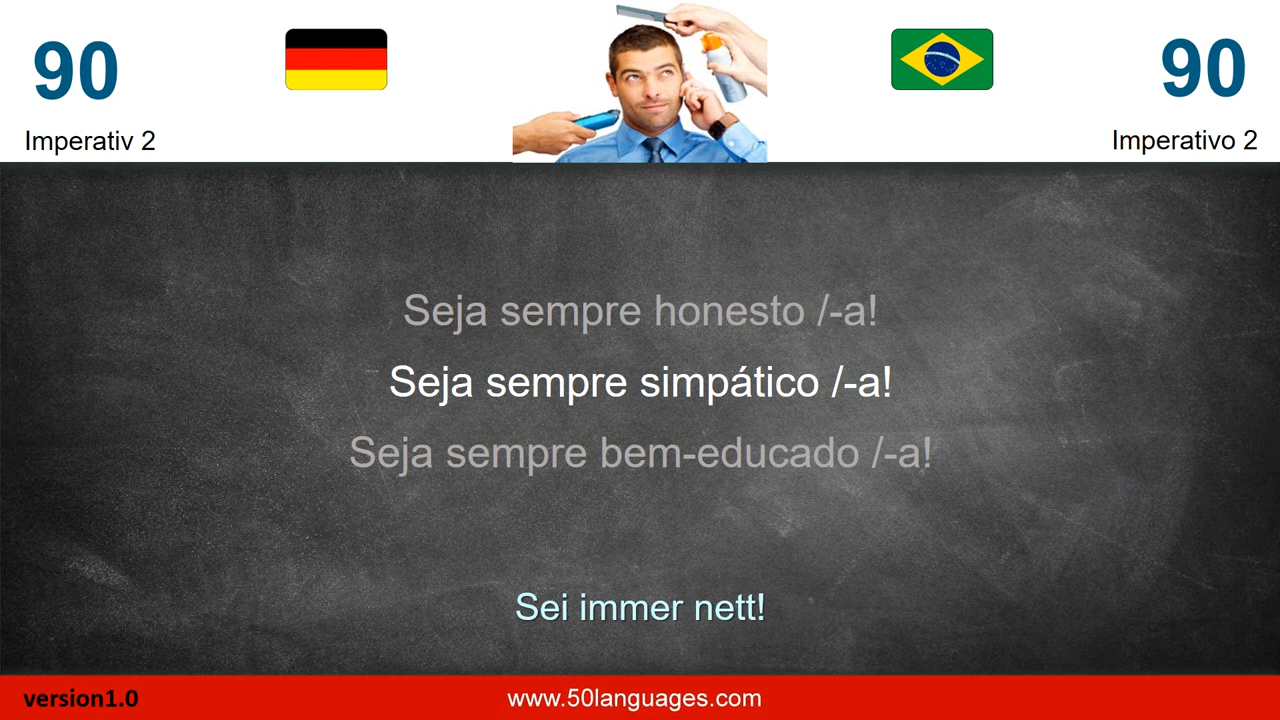 90
90
Imperativ 2
Imperativo 2
Seja sempre honesto /-a!
Seja sempre simpático /-a!
Seja sempre bem-educado /-a!
Sei immer nett!
version1.0
www.50languages.com